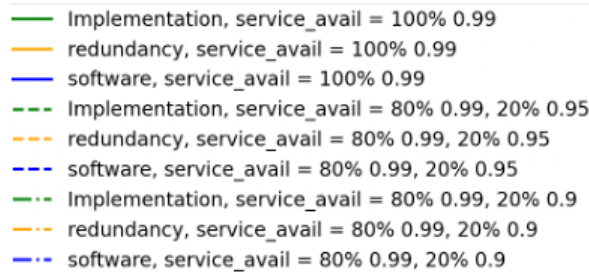 Implementation, service_avail = 100% 0.99
redundancy, service_avail = 100% 0.99
software, service_avail = 100% 0.99
Implementation, service_avail = 80% 0.99, 20% 0.95
redundancy, service_avail = 80% 0.99, 20% 0.95
software, service_avail = 80% 0.99, 20% 0.95
Implementation, service_avail = 80% 0.99, 20% 0.9
redundancy, service_avail = 80% 0.99, 20% 0.9
software, service_avail = 80% 0.99, 20% 0.9